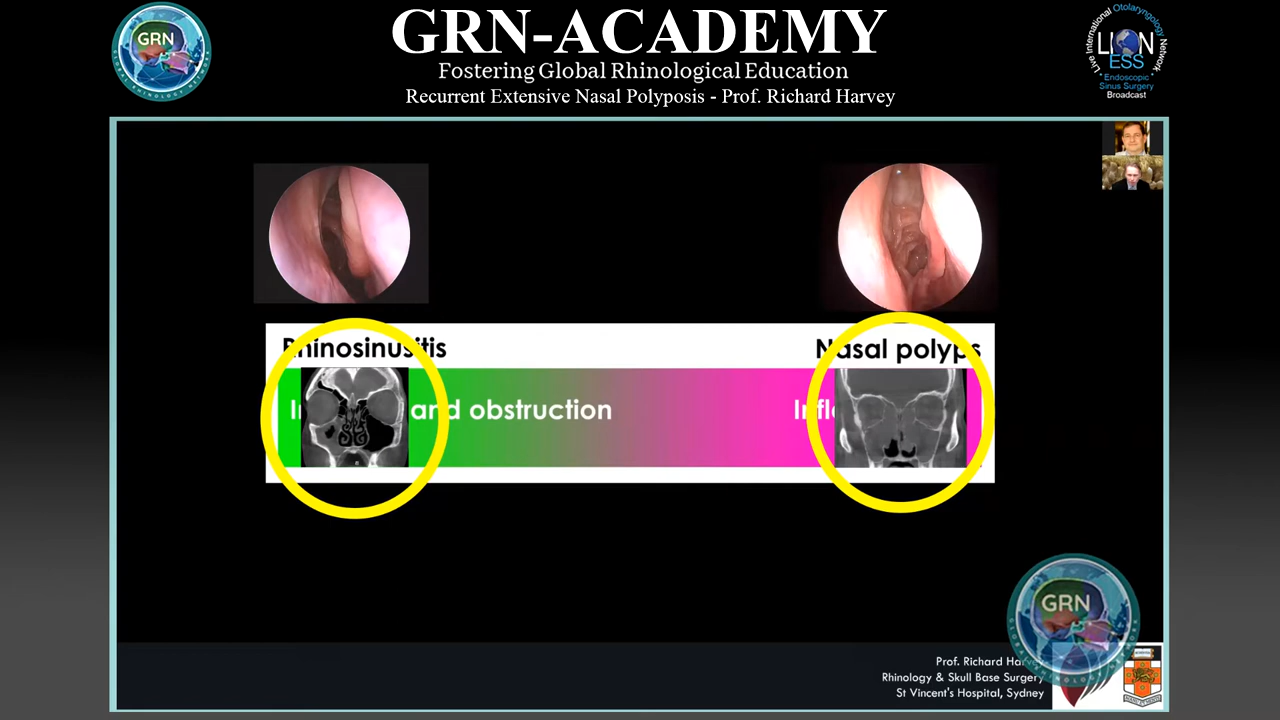 GRN
GRN-ACADEMY
Fostering Global Rhinological Education
Recurrent Extensive Nasal Polyposis - Prof. Richard Harvey
Live International Otolaryngology Network
LION
ESS
Endoscopic
Sinus Surgery
Broadcast
Rhinosinusitis
Nasal polyps
and obstruction
GRN
Prof. Richard Harvey
Rhinology & Skull Base Surgery
St Vincent's Hospital, Sydney